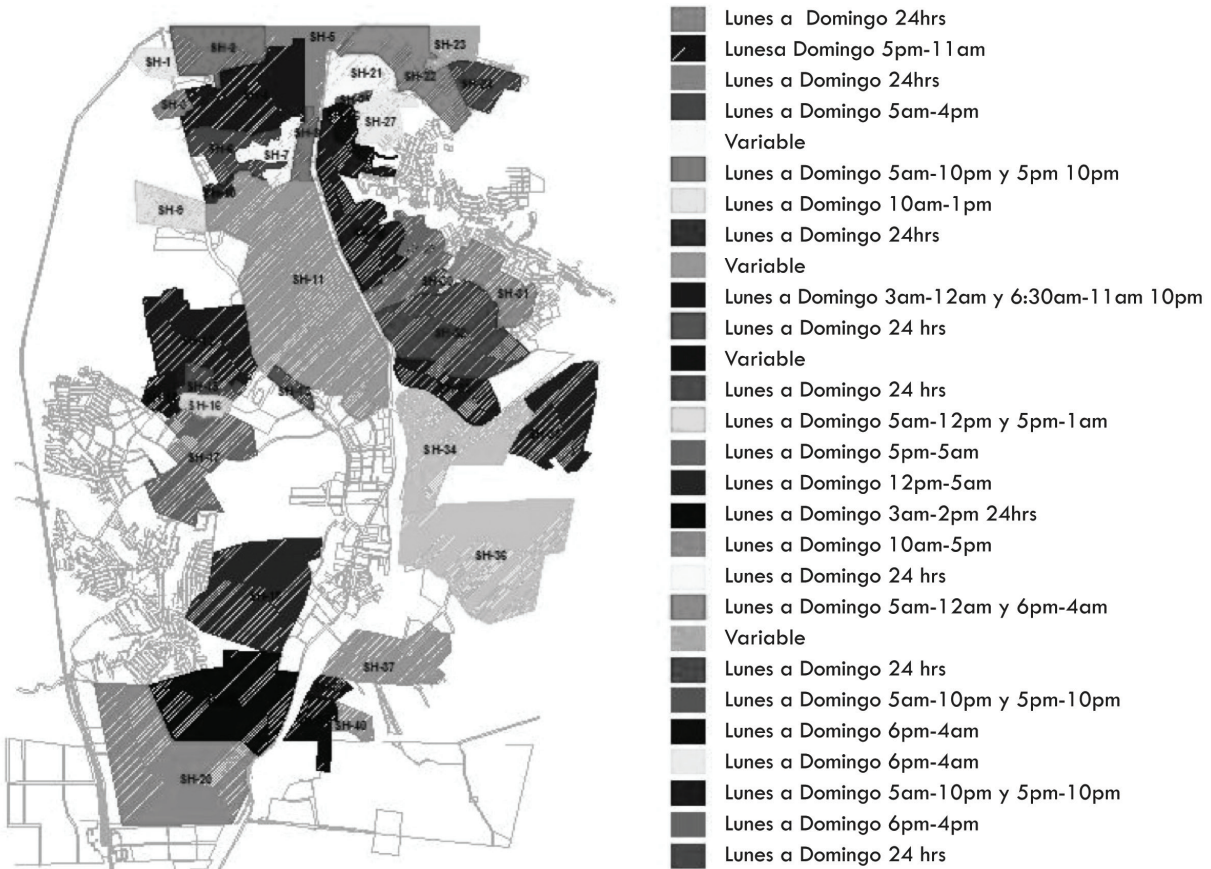 SH-5
SH-3
SH-23
SH-1
SH-21
SH-22
SH-27
SH-7
SH-9
SH-11
SH-31
SH-16
SH-17
SH-34
SH-36
SH-37
SH-40
SH-20
Lunes a Domingo 24hrs
Lunesa Domingo 5pm-11am
Lunes a Domingo 24hrs
Lunes a Domingo 5am-4pm
Variable
Lunes a Domingo 5am-10pm y 5pm 10pm
Lunes a Domingo 10am-1pm
Lunes a Domingo 24hrs
Variable
Lunes a Domingo 3am-12am y 6:30am-11am 10pm
Lunes a Domingo 24 hrs
Variable
Lunes a Domingo 24 hrs
Lunes a Domingo 5am-12pm y 5pm-1am
Lunes a Domingo 5pm-5am
Lunes a Domingo 12pm-5am
Lunes a Domingo 3am-2pm 24hrs
Lunes a Domingo 10am-5pm
Lunes a Domingo 24 hrs
Lunes a Domingo 5am-12am y 6pm-4am
Variable
Lunes a Domingo 24 hrs
Lunes a Domingo 5am-10pm y 5pm-10pm
Lunes a Domingo 6pm-4am
Lunes a Domingo 6pm-4am
Lunes a Domingo 5am-10pm y 5pm-10pm
Lunes a Domingo 6pm-4pm
Lunes a Domingo 24 hrs